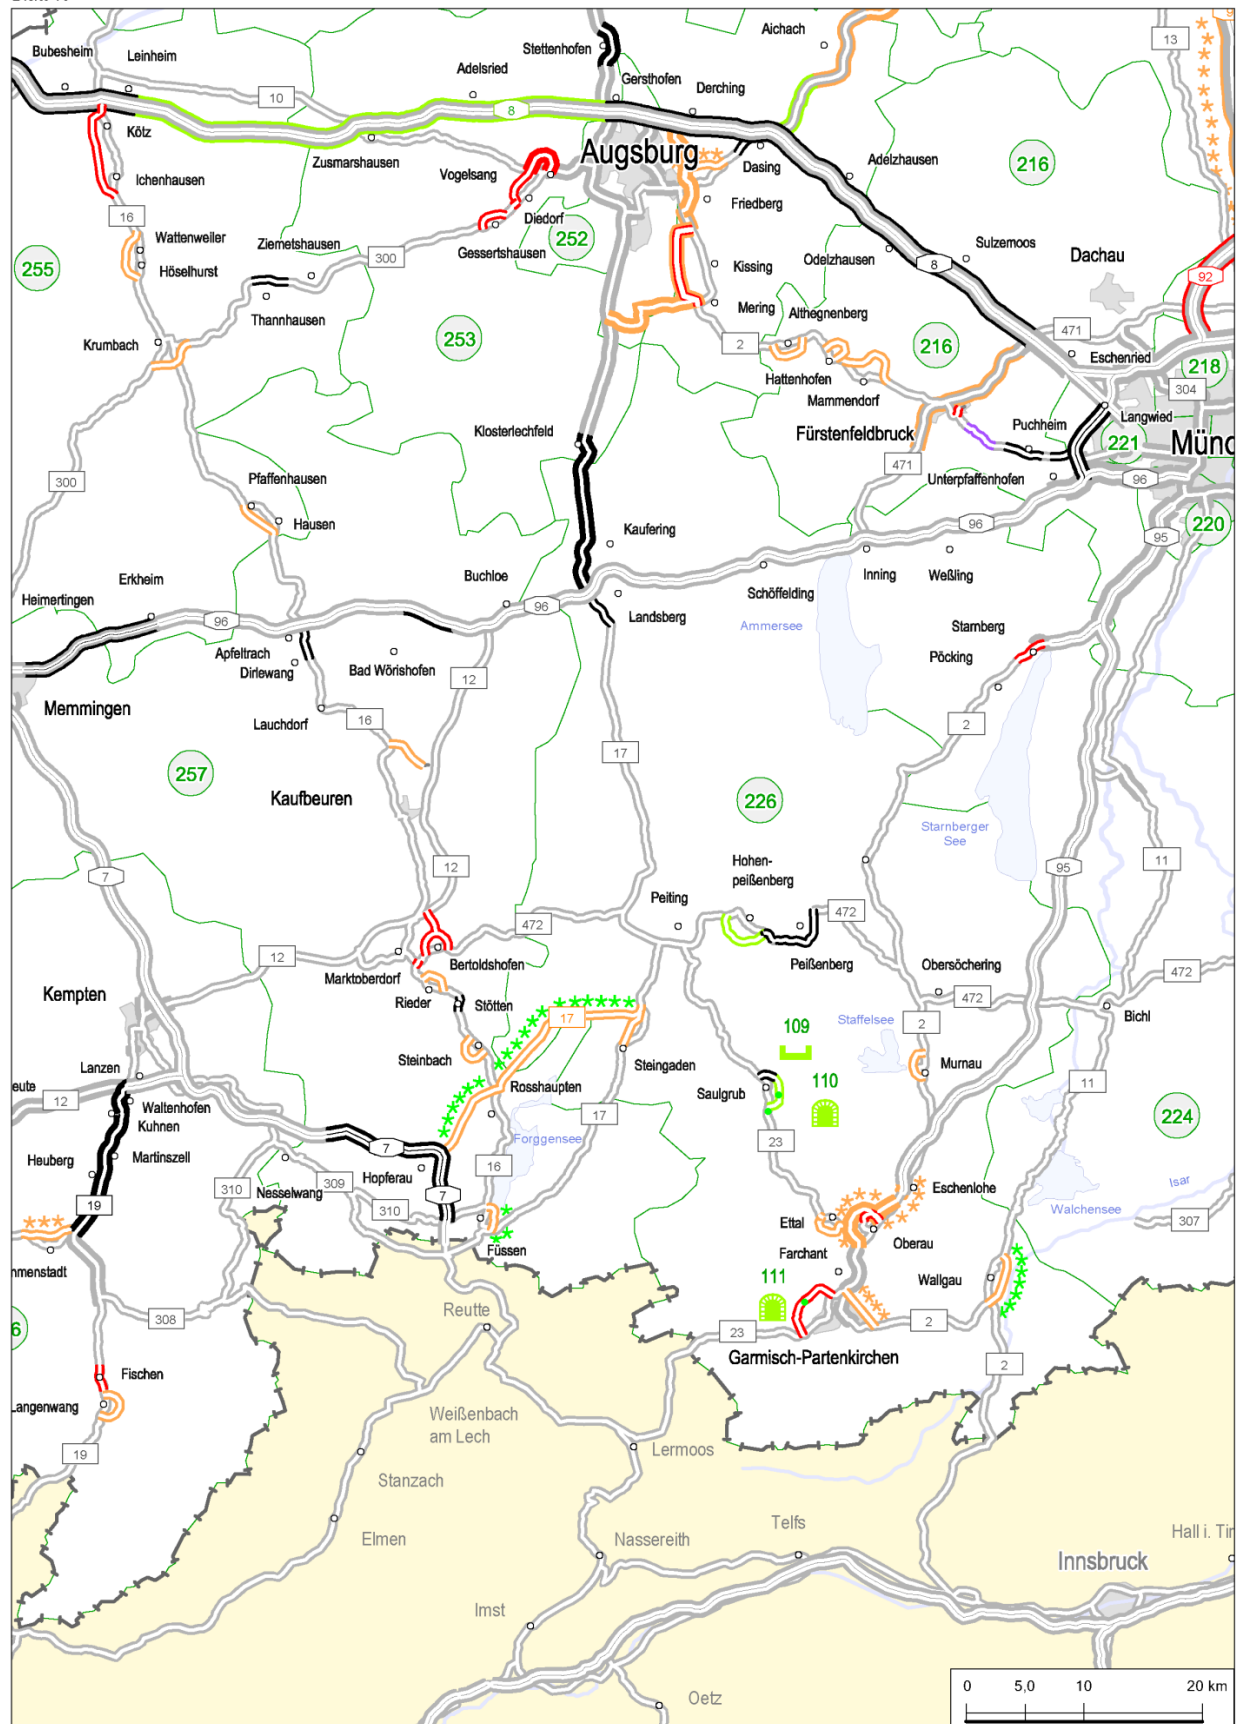 Bubesheim
Leinheim
Stettenhofen
Aichach
13
Adelsried
Gersthofen
Derching
10
8
Kötz
Zusmarshausen
Augsburg
Vogelsang
Dasing
Adelzhausen
216
Ichenhausen
Friedberg
16
Diedorf
252
Wattenweiler
Ziemetshausen
Gessertshausen
Sulzemoos
Dachau
255
Höselhurst
300
Kissing
Odelzhausen
8
92
Thannhausen
Mering
Althegnenberg
Krumbach
253
2
216
471
Eschenried
218
Hattenhofen
304
Mammendorf
Langwied
Klosterlechfeld
Fürstenfeldbruck
Puchheim
221
Münc
300
Pfaffenhausen
471
Unterpfaffenhofen
96
Hausen
96
220
95
Kaufering
Erkheim
Buchloe
Inning
Weßling
Heimertingen
96
96
Schöffelding
Landsberg
Ammersee
Starnberg
Apfeltrach
Dirlewang
Bad Wörishofen
Pöcking
12
Memmingen
Lauchdorf
16
2
17
257
226
Kaufbeuren
Starnberger
See
7
12
Hohen-
peißenberg
11
95
Peiting
472
472
12
Marktoberdorf
Bertoldshofen
Peißenberg
Obersöchering
472
Kempten
Rieder
Stötten
17
472
Bichl
109
Staffelsee
2
Steinbach
Steingaden
Murnau
Lanzen
110
eute
12
Rosshaupten
Saulgrub
11
Waltenhofen
17
224
Kuhnen
23
Forggensee
7
Heuberg
Martinszell
16
310
309
Hopferau
Eschenlohe
Isar
Nesselwang
19
7
310
Ettal
Walchensee
307
Füssen
Oberau
Farchant
nmenstadt
111
Wallgau
6
308
Reutte
23
2
Garmisch-Partenkirchen
2
Fischen
Langenwang
Weißenbach
am Lech
Lermoos
19
Stanzach
Telfs
Elmen
Nassereith
Hall i. Tir
Innsbruck
Imst
0
5,0
10
20 km
Oetz